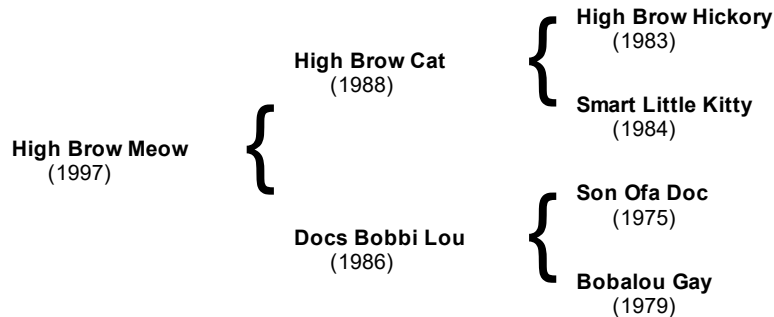 High Brow Hickory
(1983)
High Brow Cat
(1988)
Smart Little Kitty
(1984)
High Brow Meow
(1997)
Son Ofa Doc
(1975)
Docs Bobbi Lou
(1986)
Bobalou Gay
(1979)